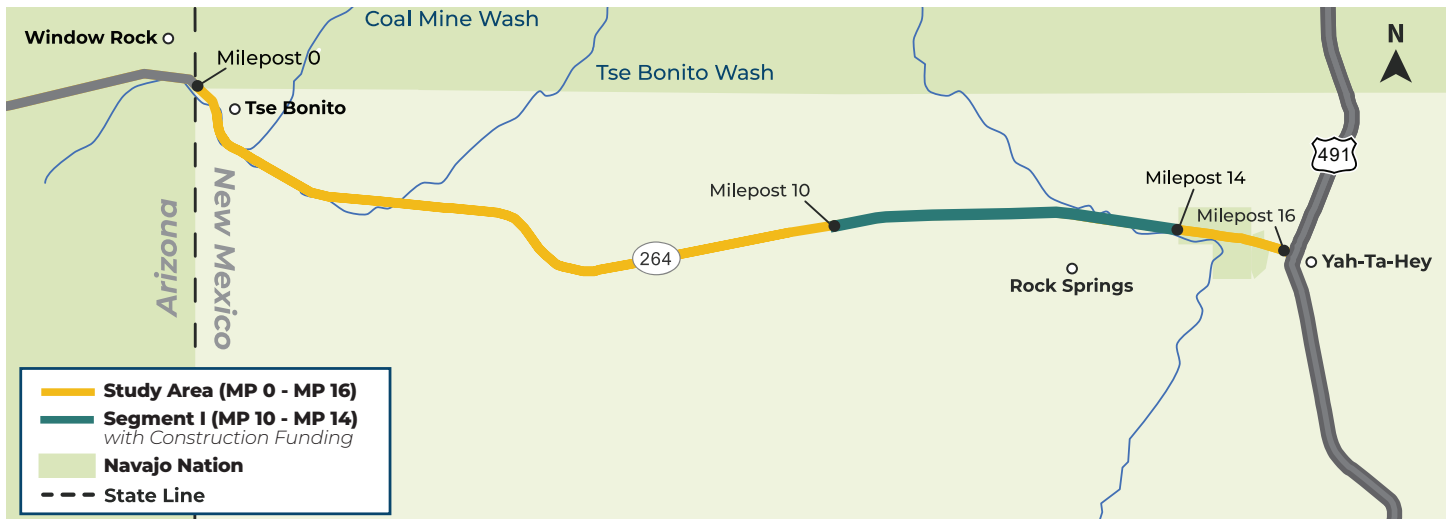 Coal Mine Wash
Window Rock
N
Milepost 0
Tse Bonito Wash
Tse Bonito
491
Milepost 14
Milepost 10
Milepost 16
Arizona
New Mexico
264
Yah-Ta-Hey
Rock Springs
Study Area (MP 0 - MP 16)
Segment I (MP 10 - MP 14)
with Construction Funding
Navajo Nation
State Line